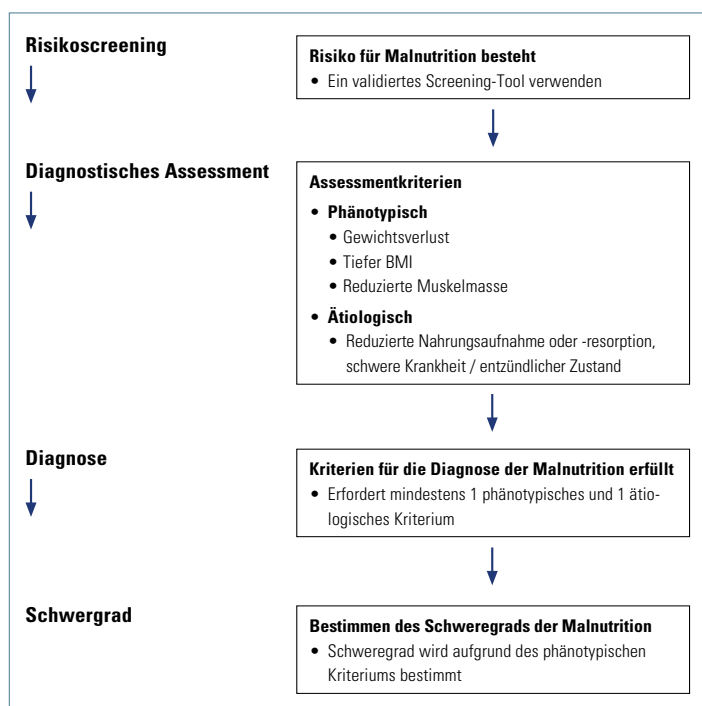 Risikoscreening
Risiko für Malnutrition besteht
• Ein validiertes Screening-Tool verwenden
Diagnostisches Assessment
Assessmentkriterien
• Phänotypisch
• Gewichtsverlust
• Tiefer BMI
• Reduzierte Muskelmasse
• Ätiologisch
• Reduzierte Nahrungsaufnahme oder -resorption,
schwere Krankheit / entzündlicher Zustand
Diagnose
Kriterien für die Diagnose der Malnutrition erfüllt
• Erfordert mindestens 1 phänotypisches und 1 ätio-
logisches Kriterium
Schwergrad
Bestimmen des Schweregrads der Malnutrition
• Schweregrad wird aufgrund des phänotypischen
Kriteriums bestimmt